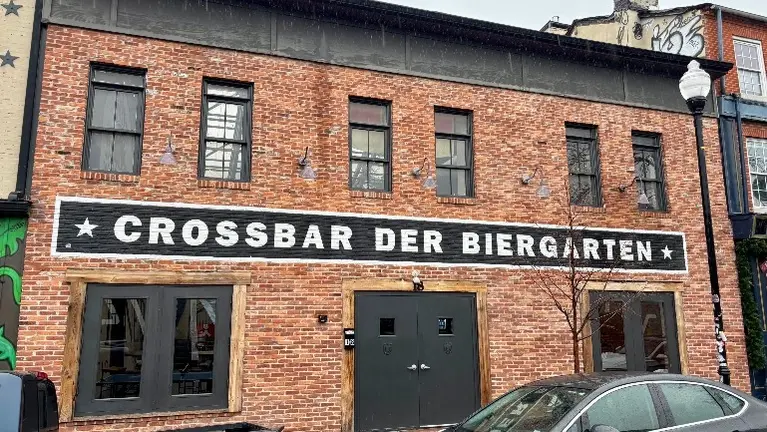 ★ CROSSBAR DER BIERGARTEN ★